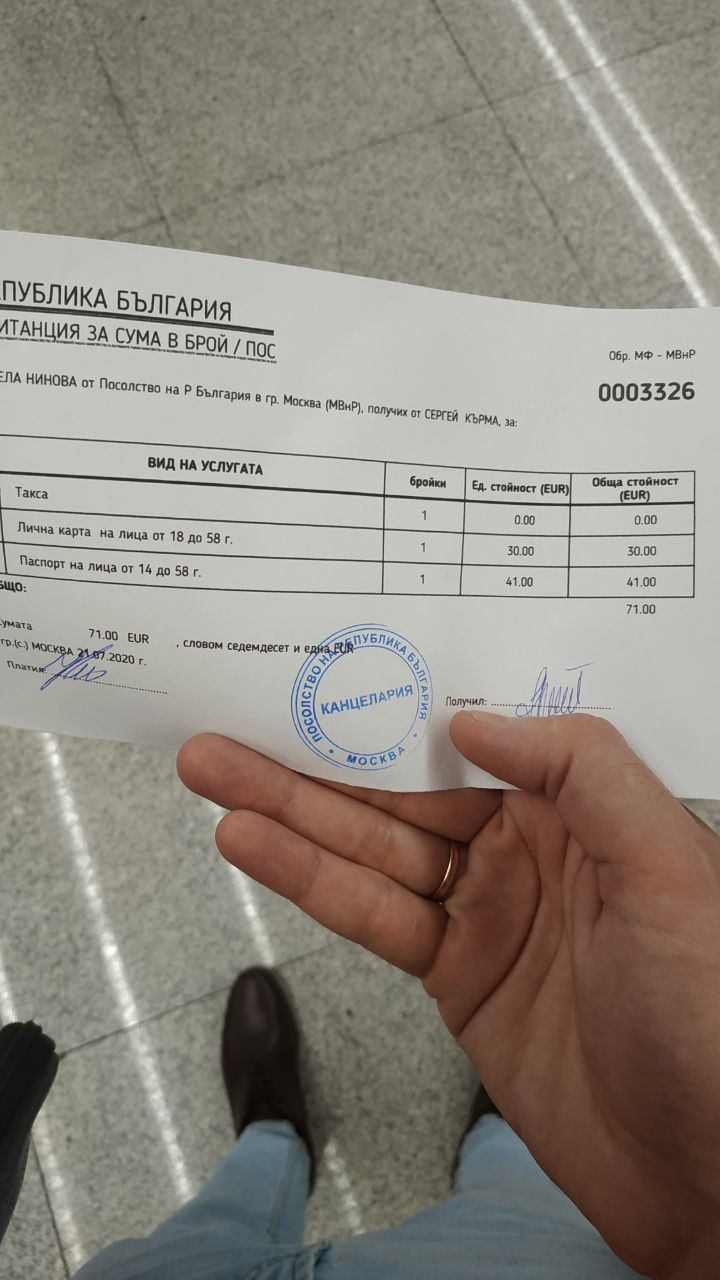 ПУБЛИКА БЪЛГАРИЯ
ИТАНЦИЯ ЗА СУМА В БРОЙ / ПОС
Обр. МФ - МВнР
0003326
ЕЛА НИНОВА от Посолство на Р България в гр. Москва (МВнР), получих от СЕРГЕЙ КЪРМА, за:
ВИД НА УСЛУГАТА бройки Ед. стойност (EUR) Обща стойност (EUR)
Такса 1 0.00 0.00
Лична карта на лица от 18 до 58 г. 1 30.00 30.00
Паспорт на лица от 14 до 58 г. 1 41.00 41.00
БЩО: 71.00
умата 71.00 EUR , словом седемдесет и една EUR
гр.(с.) МОСКВА 21.07.2020 г.
Платил:
Получил:
ПОСОЛСТВО НА РЕПУБЛИКА БЪЛГАРИЯ
КАНЦЕЛАРИЯ
МОСКВА